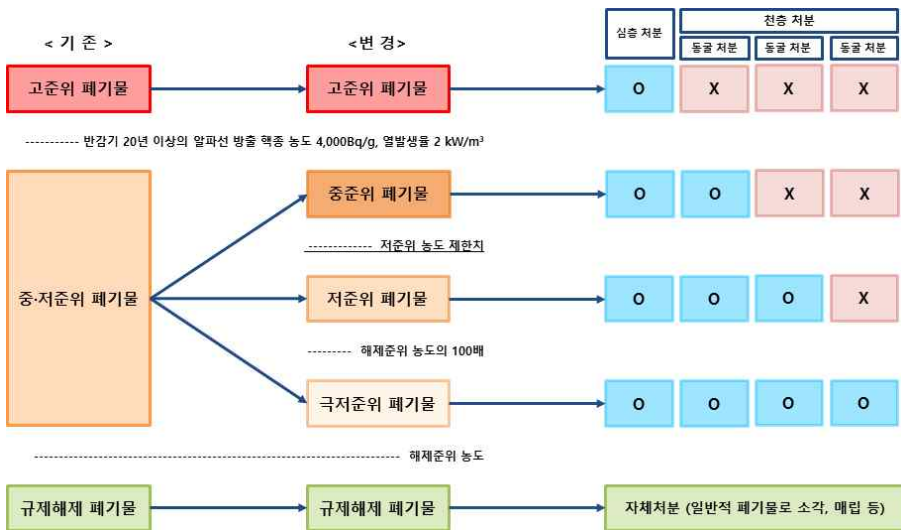 심층 처분
천층 처분
< 기 존 >
<변 경>
동굴 처분
동굴 처분
동굴 처분
고준위 폐기물
고준위 폐기물
O
X
X
X
----------- 반감기 20년 이상의 알파선 방출 핵종 농도 4,000Bq/g, 열발생률 2 kW/m³
중준위 폐기물
O
O
X
X
------------- 저준위 농도 제한치
중·저준위 폐기물
저준위 폐기물
O
O
O
X
--------- 해제준위 농도의 100배
극저준위 폐기물
O
O
O
O
해제준위 농도
규제해제 폐기물
규제해제 폐기물
자체처분 (일반적 폐기물로 소각, 매립 등)